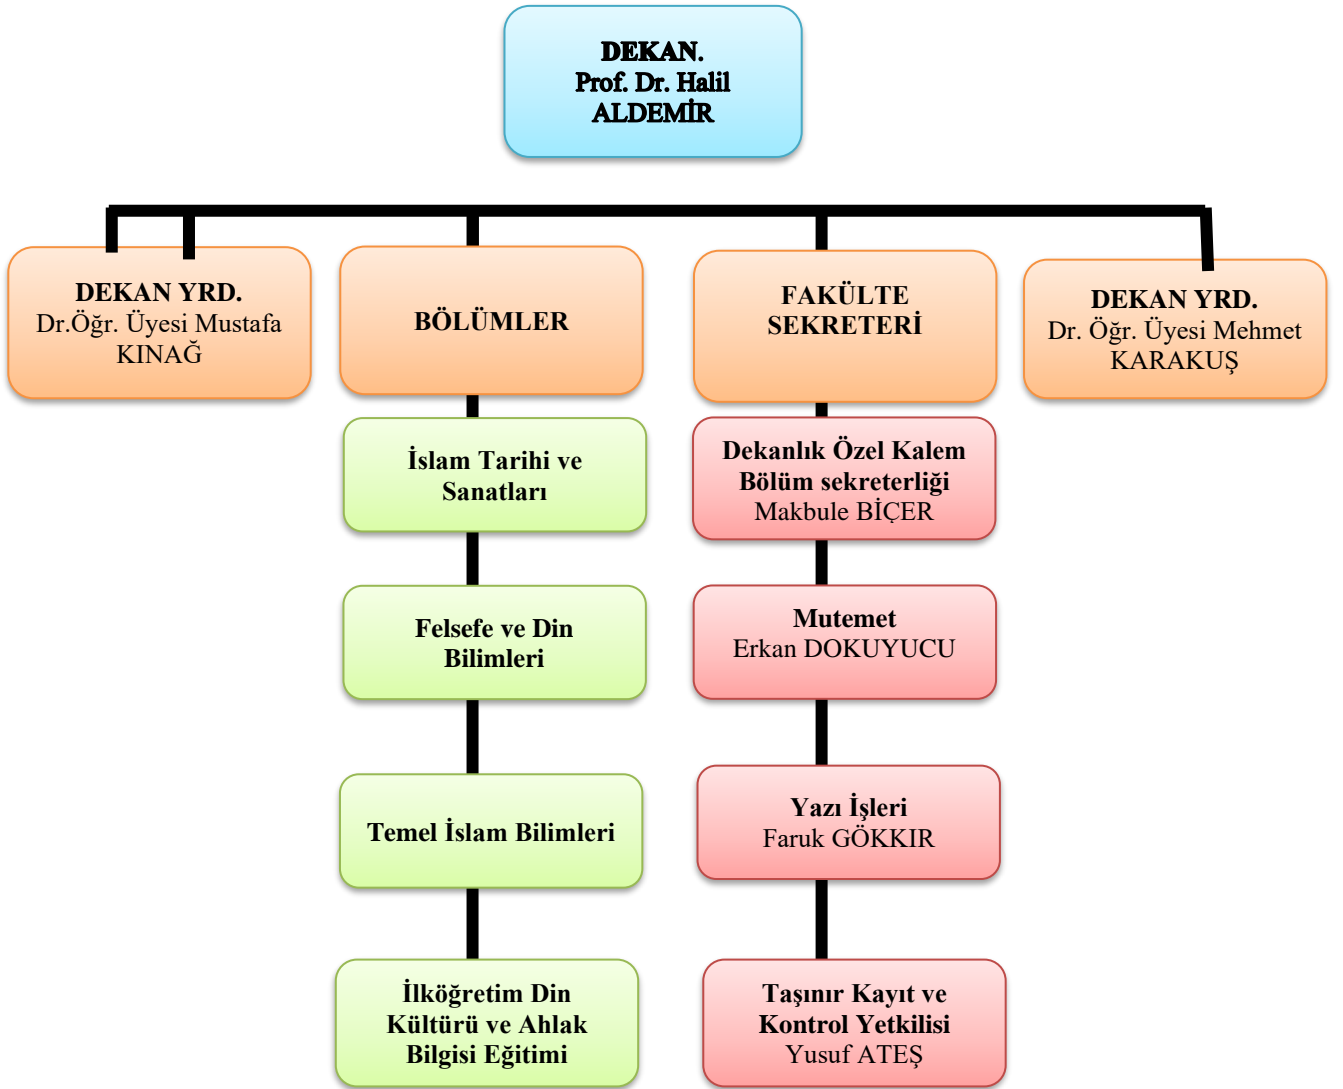 DEKAN.
Prof. Dr. Halil
ALDEMİR
DEKAN YRD.
Dr.Öğr. Üyesi Mustafa
KINAĞ
BÖLÜMLER
FAKÜLTE
SEKRETERİ
DEKAN YRD.
Dr. Öğr. Üyesi Mehmet
KARAKUŞ
İslam Tarihi ve
Sanatları
Dekanlık Özel Kalem
Bölüm sekreterliği
Makbule BİÇER
Felsefe ve Din
Bilimleri
Mutemet
Erkan DOKUYUCU
Temel İslam Bilimleri
Yazı İşleri
Faruk GÖKKIR
İlköğretim Din
Kültürü ve Ahlak
Bilgisi Eğitimi
Taşınır Kayıt ve
Kontrol Yetkilisi
Yusuf ATEŞ